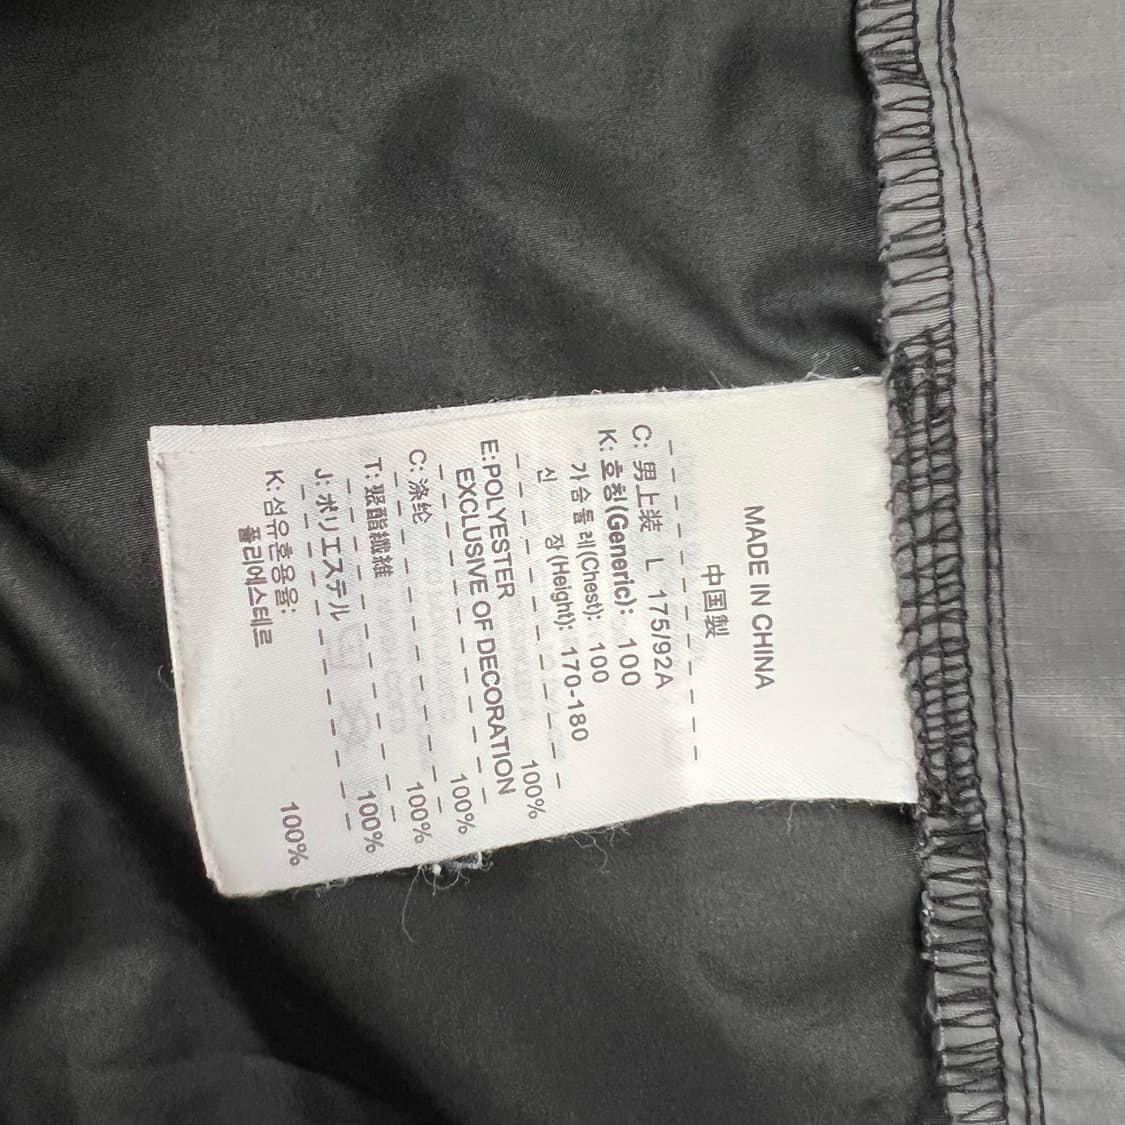 MADE IN CHINA
中国製
C: 男上装 L 175/92A
K: 호칭(Generic): 100
가슴둘레(Chest): 100
신 장(Height): 170-180
E:POLYESTER 100%
EXCLUSIVE OF DECORATION
C: 涤纶 100%
T: 聚酯纖維 100%
J: ポリエステル 100%
K: 섬유혼용율:
폴리에스테르 100%